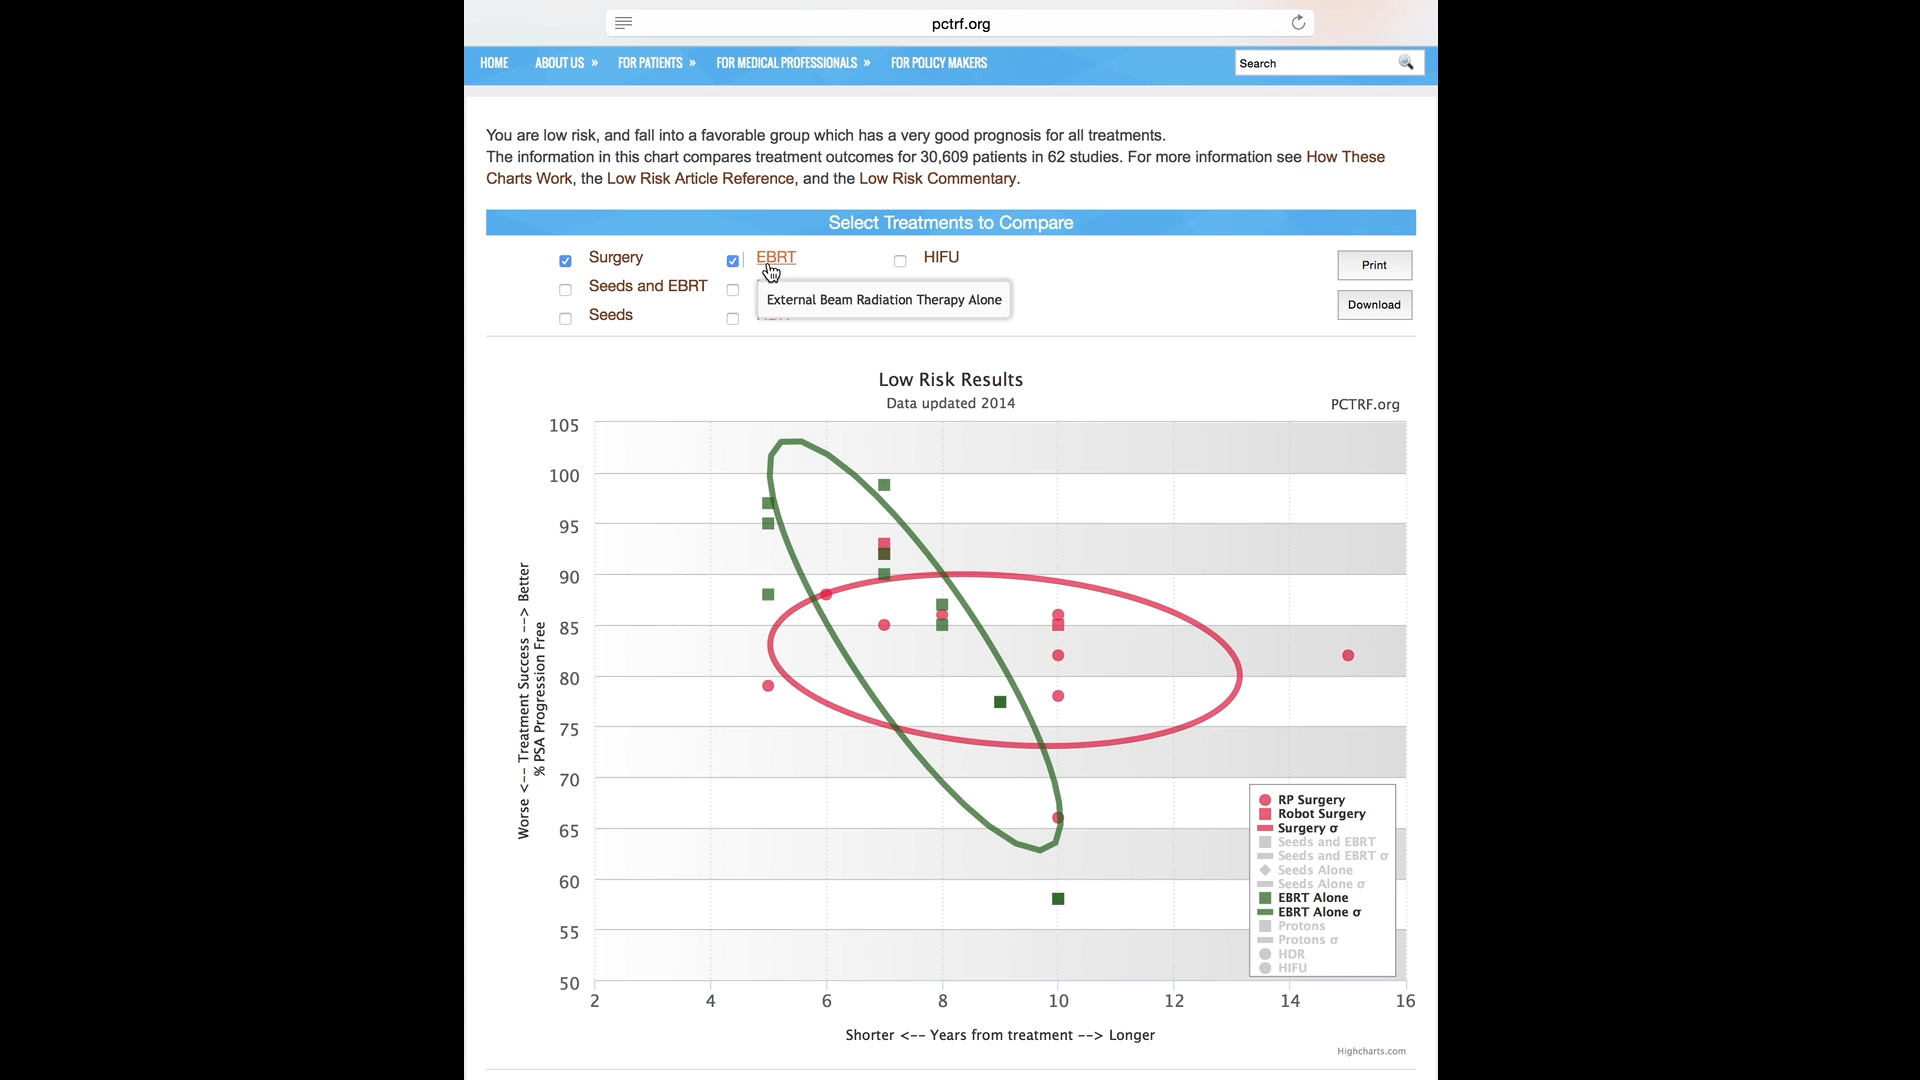 pctrf.org
HOME ABOUT US » FOR PATIENTS » FOR MEDICAL PROFESSIONALS » FOR POLICY MAKERS Search
You are low risk, and fall into a favorable group which has a very good prognosis for all treatments.
The information in this chart compares treatment outcomes for 30,609 patients in 62 studies. For more information see How These
Charts Work, the Low Risk Article Reference, and the Low Risk Commentary.
Select Treatments to Compare
Surgery EBRT HIFU
Print
Seeds and EBRT
External Beam Radiation Therapy Alone
Download
Seeds
Low Risk Results
Data updated 2014
PCTRF.org
105
100
95
90
85
80
75
70
65
60
55
50
Worse <-- Treatment Success --> Better
% PSA Progression Free
RP Surgery
Robot Surgery
Surgery σ
Seeds and EBRT
Seeds and EBRT σ
Seeds Alone
Seeds Alone σ
EBRT Alone
EBRT Alone σ
Protons
Protons σ
HDR
HIFU
2 4 6 8 10 12 14 16
Shorter <-- Years from treatment --> Longer
Highcharts.com